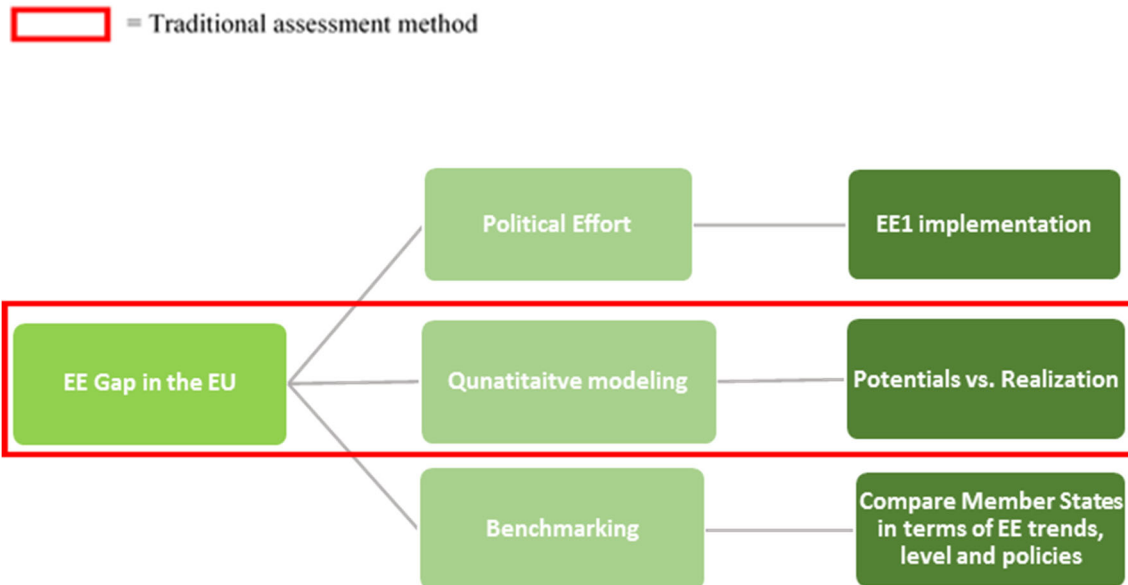 = Traditional assessment method
Political Effort
EE1 implementation
EE Gap in the EU
Qunatitaitve modeling
Potentials vs. Realization
Benchmarking
Compare Member States
in terms of EE trends,
level and policies